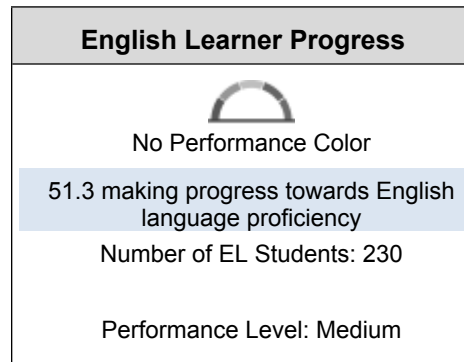 English Learner Progress
No Performance Color
51.3 making progress towards English
language proficiency
Number of EL Students: 230
Performance Level: Medium